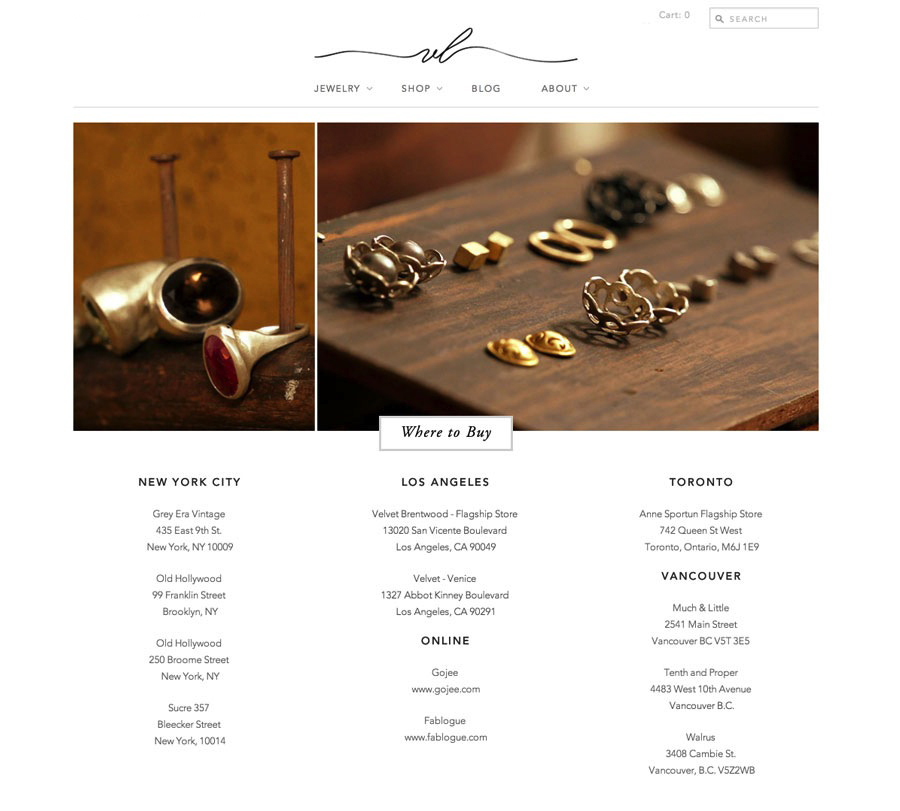 Cart: 0
SEARCH
vb
JEWELRY
SHOP
BLOG
ABOUT
Where to Buy
NEW YORK CITY
Grey Era Vintage
435 East 9th St.
New York, NY 10009
Old Hollywood
99 Franklin Street
Brooklyn, NY
Old Hollywood
250 Broome Street
New York, NY
Sucre 357
Bleecker Street
New York, 10014
LOS ANGELES
Velvet Brentwood - Flagship Store
13020 San Vicente Boulevard
Los Angeles, CA 90049
Velvet - Venice
1327 Abbot Kinney Boulevard
Los Angeles, CA 90291
ONLINE
Gojee
www.gojee.com
Fablogue
www.fablogue.com
TORONTO
Anne Sportun Flagship Store
742 Queen St West
Toronto, Ontario, M6J 1E9
VANCOUVER
Much & Little
2541 Main Street
Vancouver BC V5T 3E5
Tenth and Proper
4483 West 10th Avenue
Vancouver B.C.
Walrus
3408 Cambie St.
Vancouver, B.C. V5Z2WB